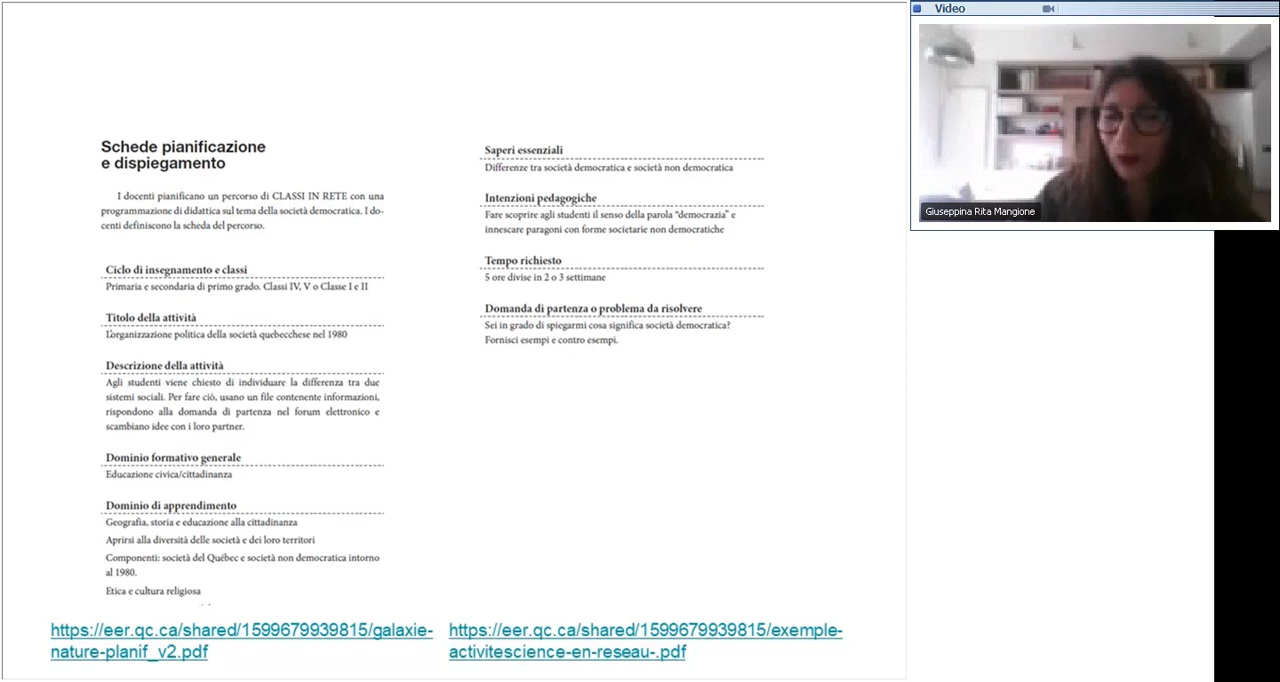 Schede pianificazione
e dispiegamento
I docenti pianificano un percorso di CLASSI IN RETE con una
programmazione di didattica sul tema della società democratica. I do-
centi definiscono la scheda del percorso.
Ciclo di insegnamento e classi
Primaria e secondaria di primo grado. Classi IV, V o Classe I e II
Titolo della attività
L'organizzazione politica della società quebecchese nel 1980
Descrizione della attività
Agli studenti viene chiesto di individuare la differenza tra due
sistemi sociali. Per fare ciò, usano un file contenente informazioni,
rispondono alla domanda di partenza nel forum elettronico e
scambiano idee con i loro partner.
Dominio formativo generale
Educazione civica/cittadinanza
Dominio di apprendimento
Geografia, storia e educazione alla cittadinanza
Aprirsi alla diversità delle società e dei loro territori
Componenti: società del Québec e società non democratica intorno
al 1980.
Etica e cultura religiosa
Saperi essenziali
Differenze tra società democratica e società non democratica
Intenzioni pedagogiche
Fare scoprire agli studenti il senso della parola “democrazia” e
innescare paragoni con forme societarie non democratiche
Tempo richiesto
5 ore divise in 2 o 3 settimane
Domanda di partenza o problema da risolvere
Sei in grado di spiegarmi cosa significa società democratica?
Fornisci esempi e contro esempi.
https://eer.qc.ca/shared/1599679939815/galaxie-
nature-planif_v2.pdf
https://eer.qc.ca/shared/1599679939815/exemple-
activitescience-en-reseau-.pdf
Video
Giuseppina Rita Mangione